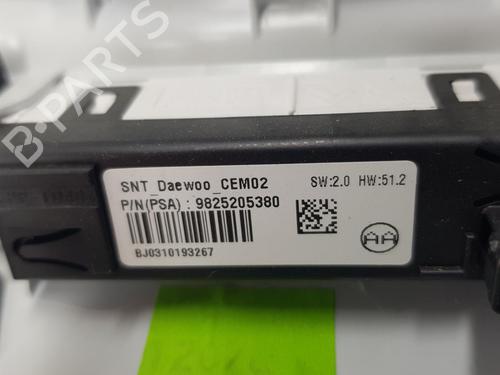 B-PARTS
SNT_Daewoo_CEM02 SW:2.0 HW:51.2
P/N(PSA) : 9825205380
AA
BJ0310193267